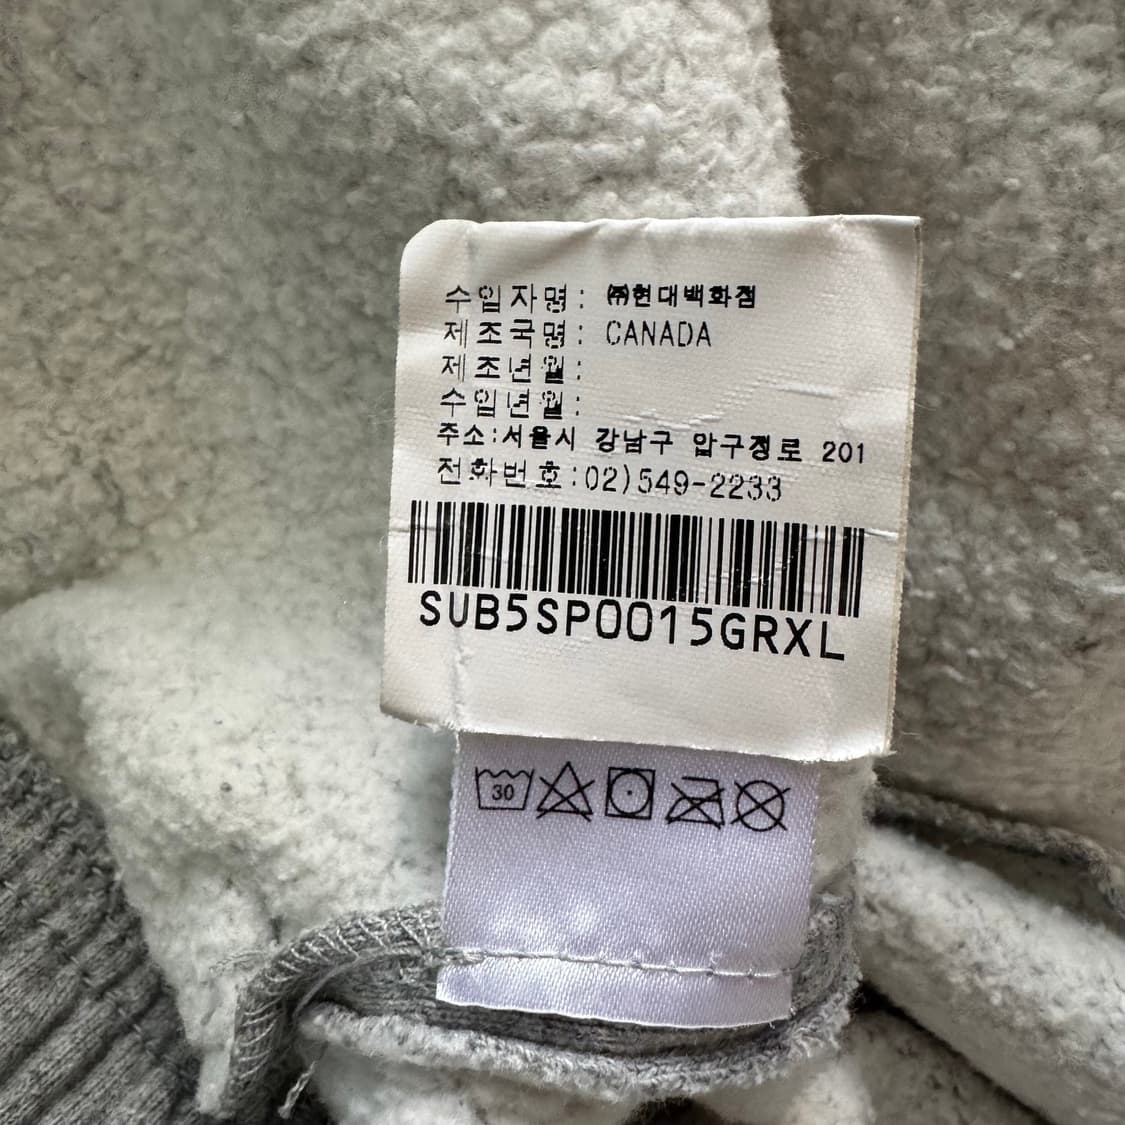 수입자명: ㈜현대백화점
제조국명: CANADA
제조년월:
수입년월:
주소:서울시 강남구 압구정로 201
전화번호:02)549-2233
SUB5SP0015GRXL
30